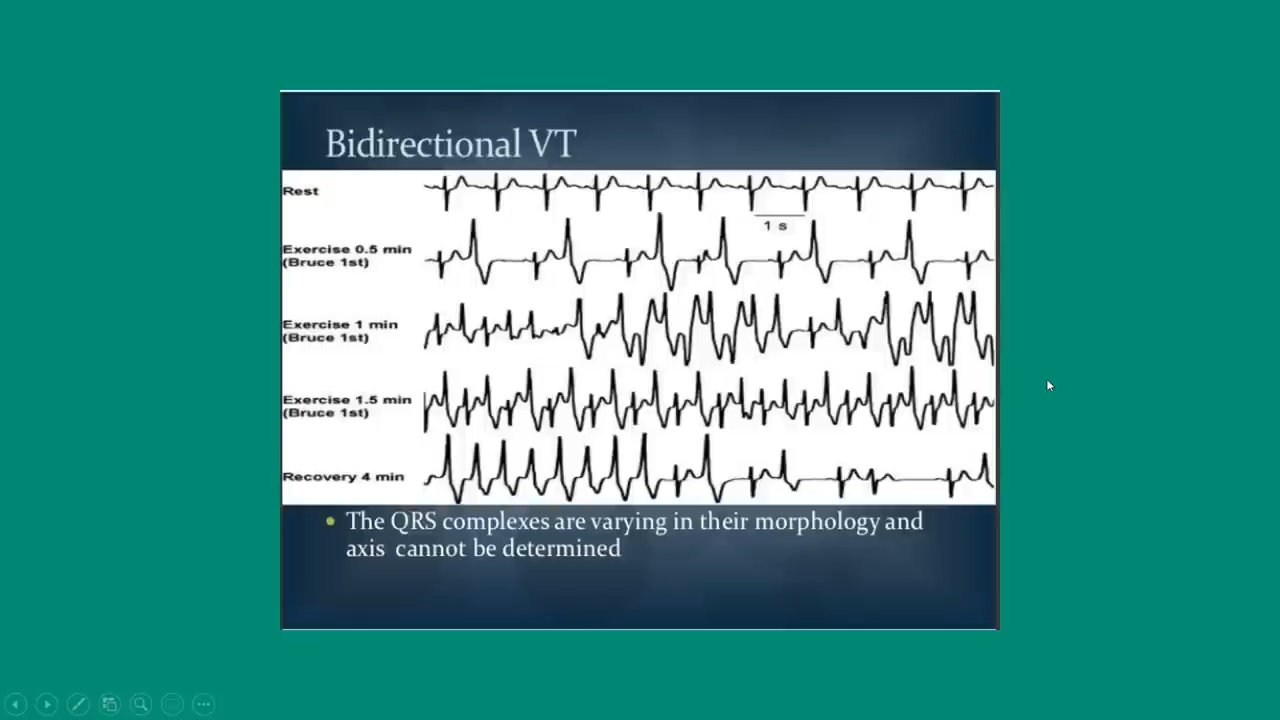 Bidirectional VT
Rest
1 s
Exercise 0.5 min
(Bruce 1st)
Exercise 1 min
(Bruce 1st)
Exercise 1.5 min
(Bruce 1st)
Recovery 4 min
• The QRS complexes are varying in their morphology and
axis cannot be determined